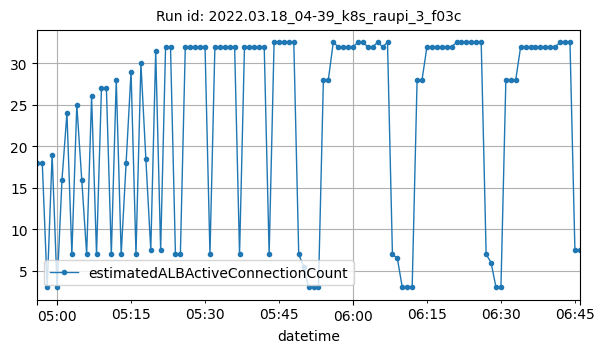 Run id: 2022.03.18_04-39_k8s_raupi_3_f03c
30
25
20
15
10
5
estimatedALBActiveConnectionCount
05:00 05:15 05:30 05:45 06:00 06:15 06:30 06:45
datetime